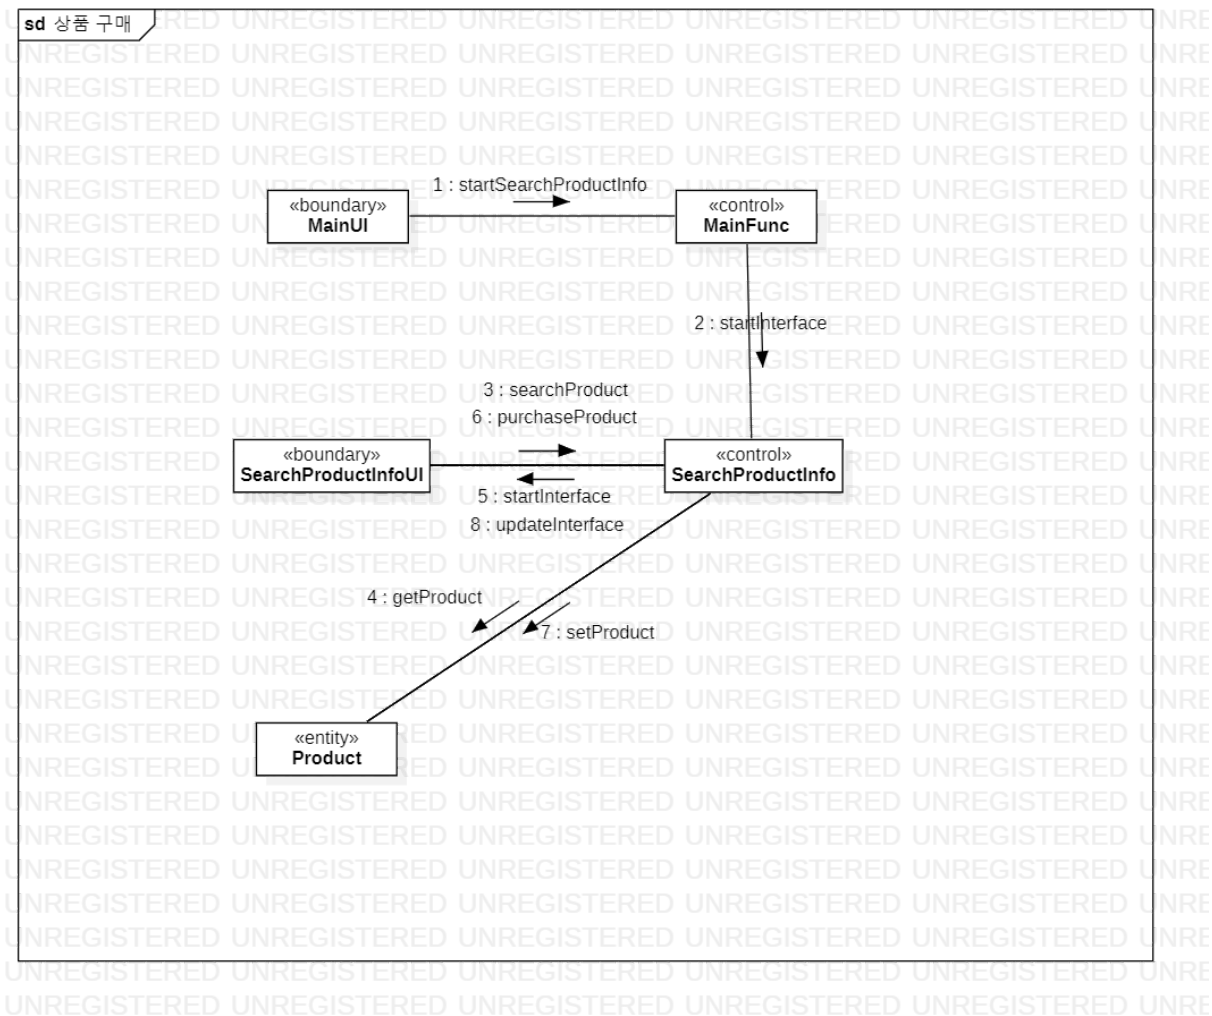 sd 상품 구매
1 : startSearchProductInfo
«boundary»
MainUI
«control»
MainFunc
2 : startInterface
3 : searchProduct
6 : purchaseProduct
«boundary»
SearchProductInfoUI
«control»
SearchProductInfo
5 : startInterface
8 : updateInterface
4 : getProduct
7 : setProduct
«entity»
Product